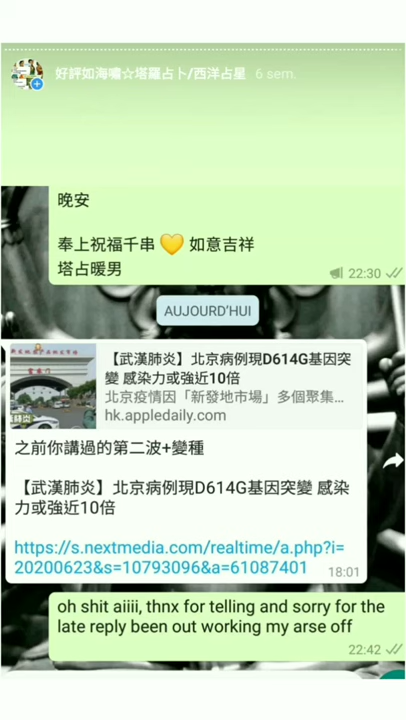 好評如海嘯☆塔羅占卜/西洋占星 6 sem.
晚安
奉上祝福千串 💛 如意吉祥
塔占暖男
22:30
AUJOURD'HUI
【武漢肺炎】北京病例現D614G基因突
變 感染力或強近10倍
北京疫情因「新發地市場」多個聚集...
hk.appledaily.com
之前你講過的第二波+變種
【武漢肺炎】北京病例現D614G基因突變 感染
力或強近10倍
https://s.nextmedia.com/realtime/a.php?i=
20200623&s=10793096&a=61087401
18:01
oh shit aiiii, thnx for telling and sorry for the
late reply been out working my arse off
22:42